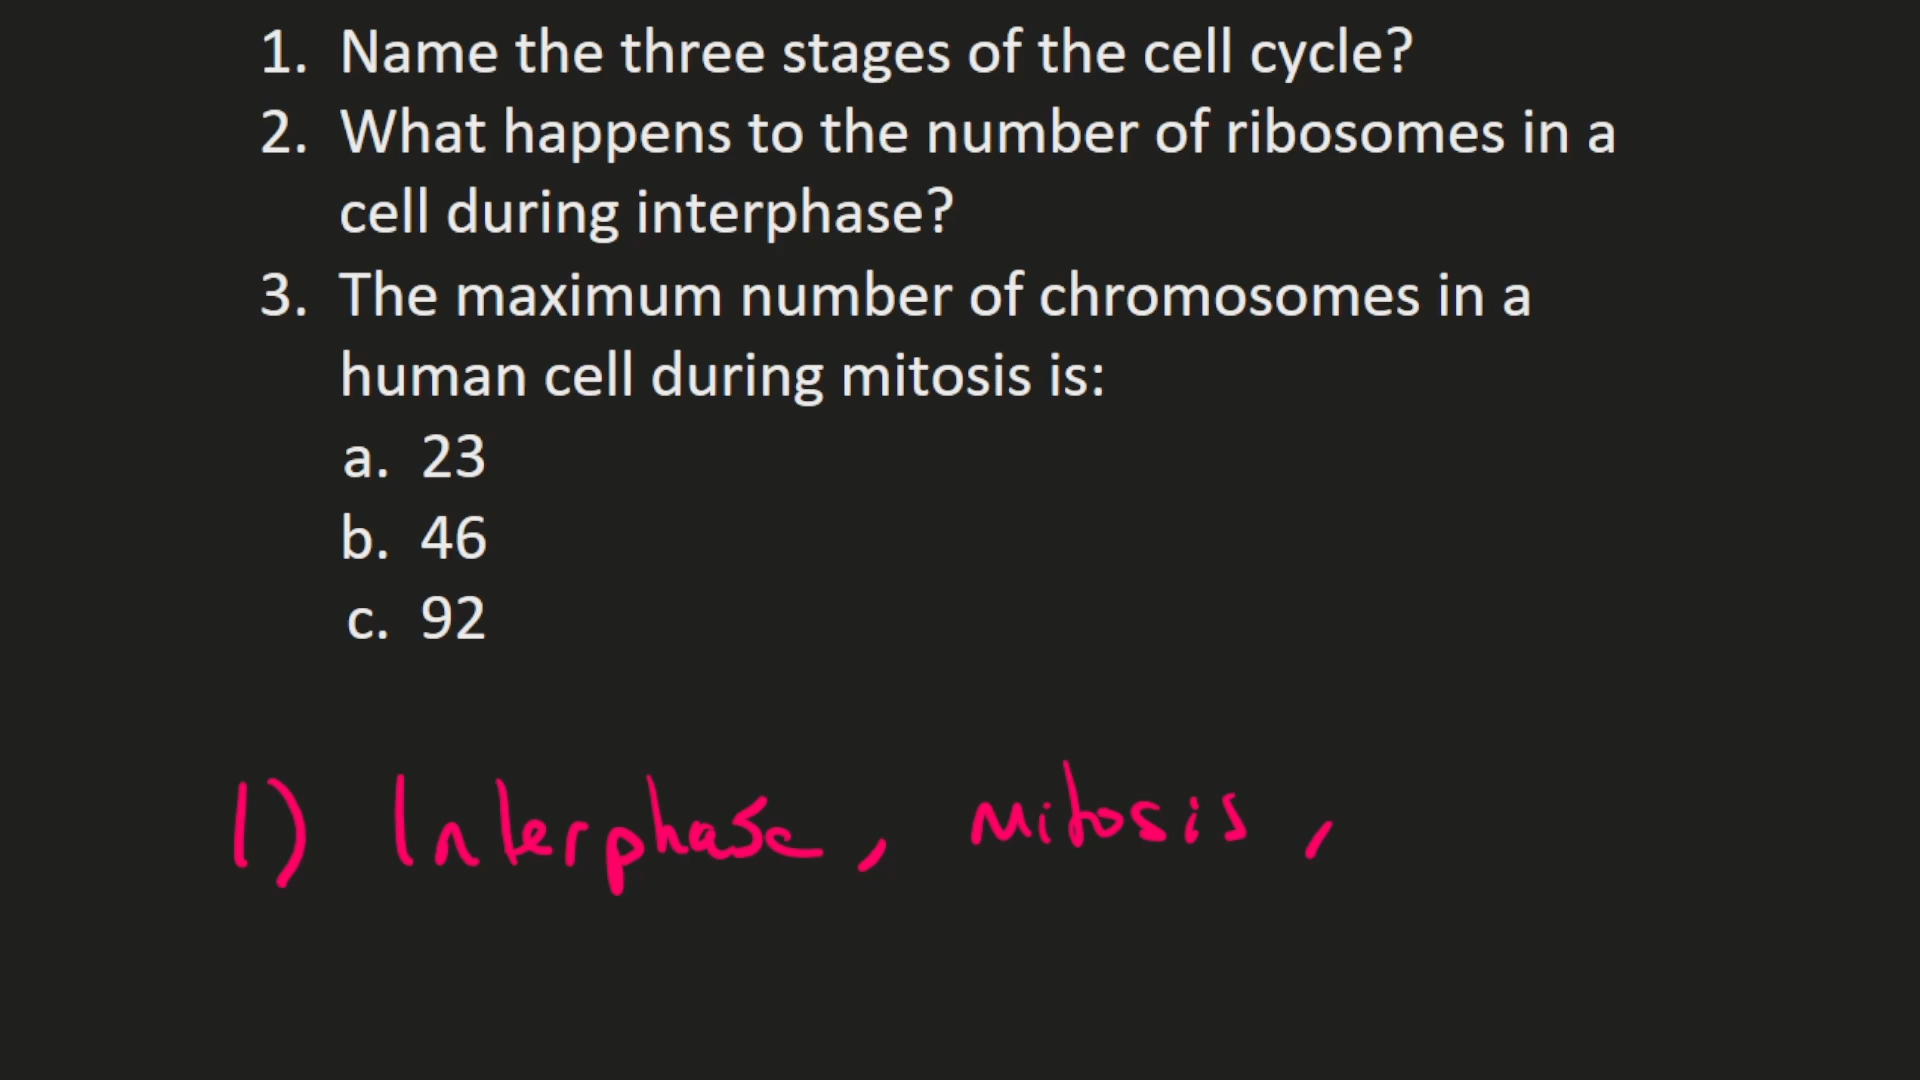 1. Name the three stages of the cell cycle?
2. What happens to the number of ribosomes in a
cell during interphase?
3. The maximum number of chromosomes in a
human cell during mitosis is:
a. 23
b. 46
c. 92
1) Interphase, mitosis,